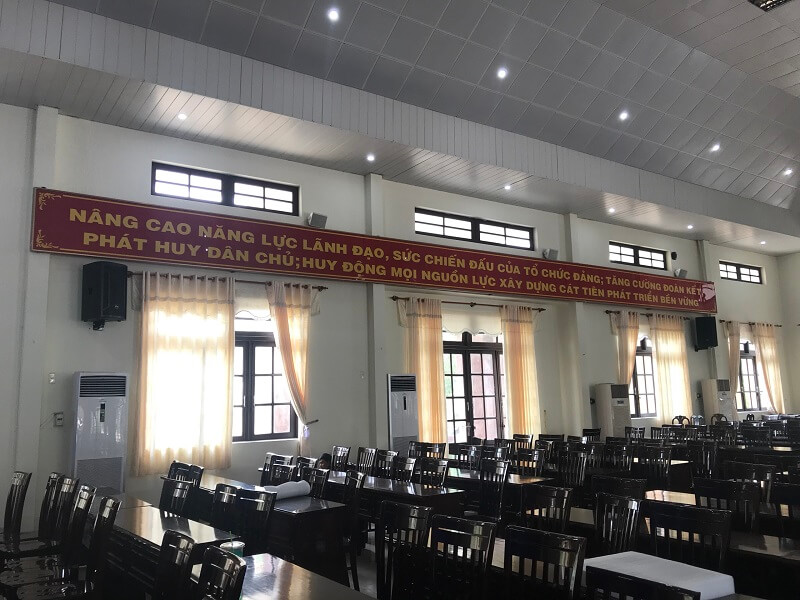 NÂNG CAO NĂNG LỰC LÃNH ĐẠO, SỨC CHIẾN ĐẤU CỦA TỔ CHỨC ĐẢNG; TĂNG CƯỜNG ĐOÀN KẾT
PHÁT HUY DÂN CHỦ; HUY ĐỘNG MỌI NGUỒN LỰC XÂY DỰNG CÁT TIÊN PHÁT TRIỂN BỀN VỮNG